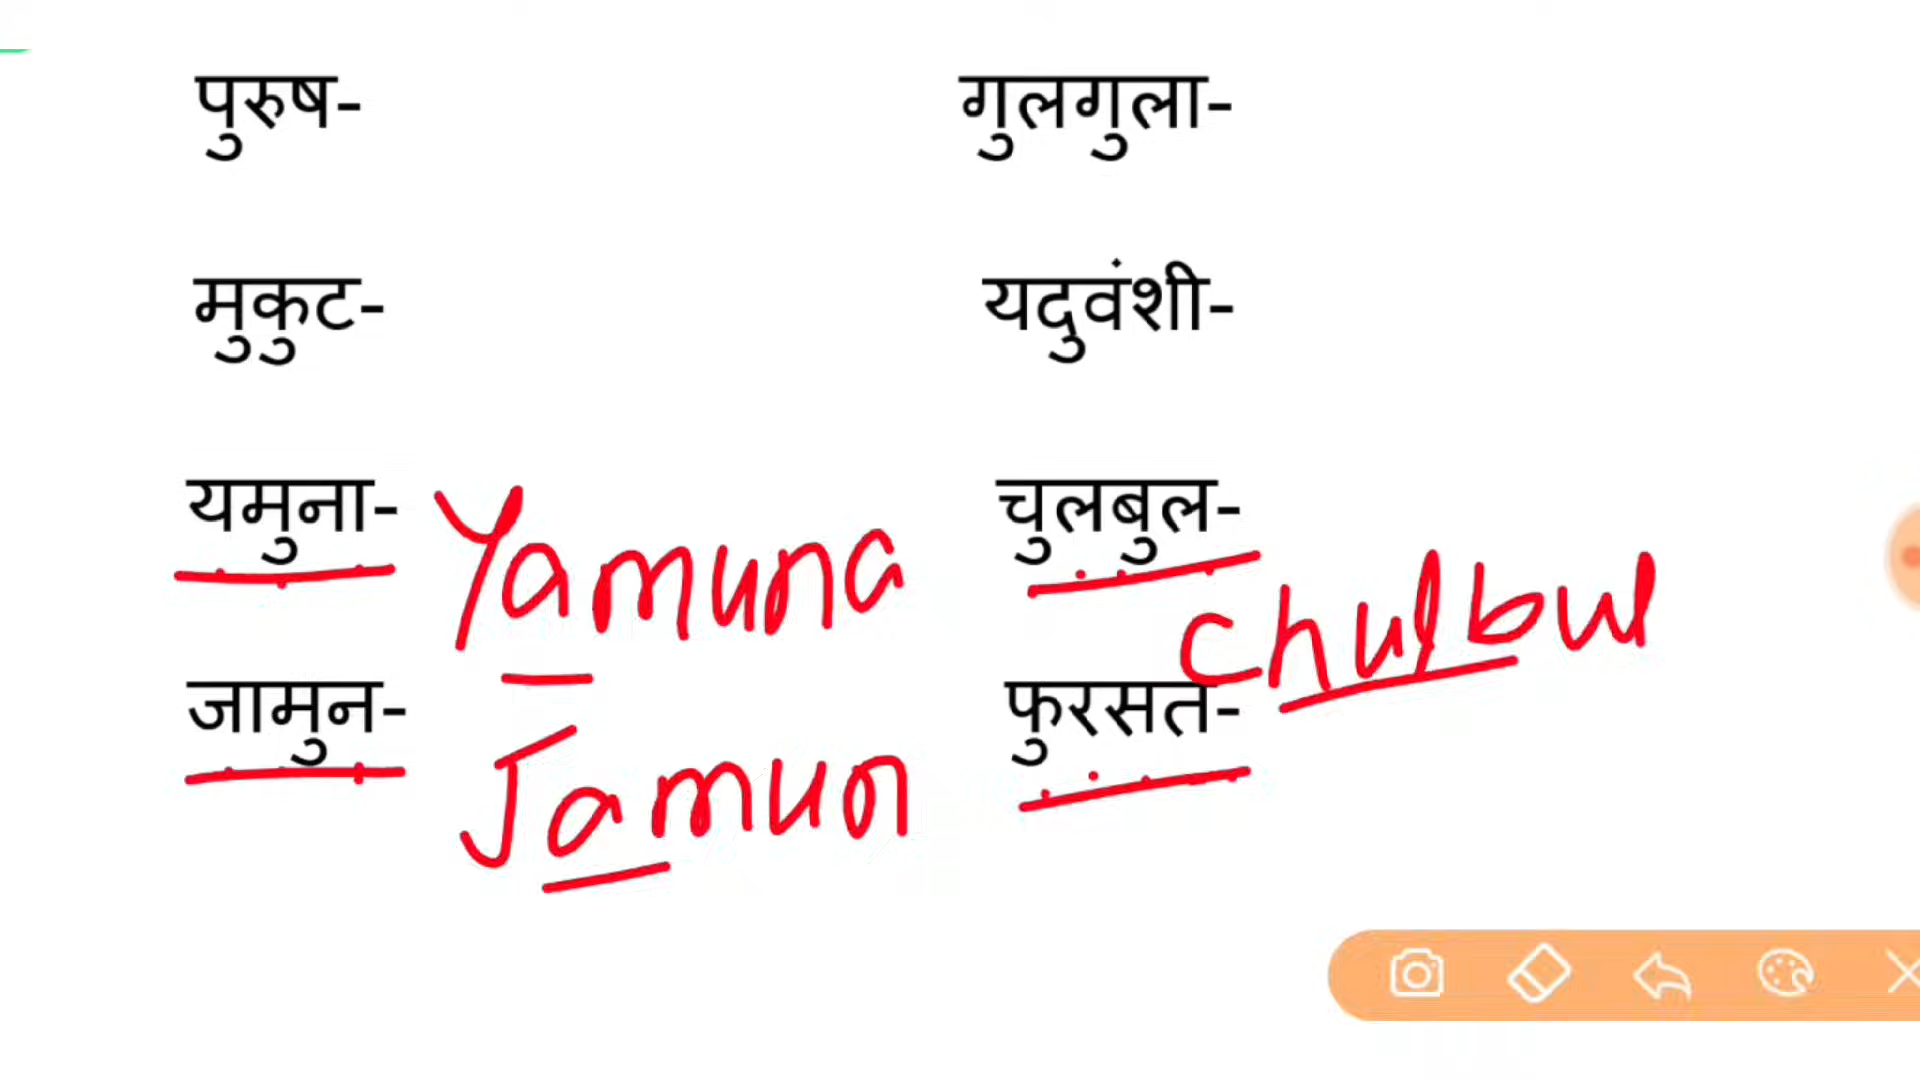 पुरुष- गुलगुला-
मुकुट- यदुवंशी-
यमुना- Yamuna चुलबुल- Chulbul
जामुन- Jamun फुरसत-